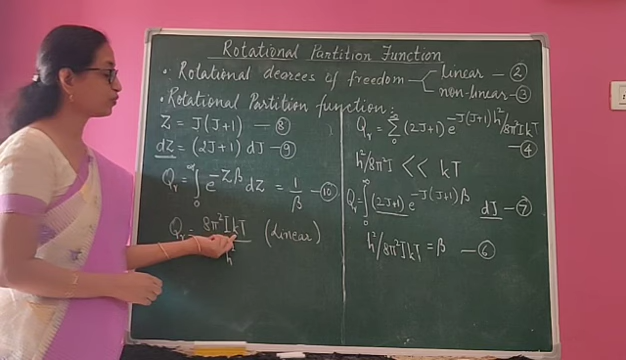 Rotational Partition Function
• Rotational degrees of freedom — linear — ②
non-linear — ③
• Rotational Partition function:
Z = J(J+1) — ⑧
dZ = (2J+1) dJ — ⑨
Qᵣ = ∫₀^∞ e^(-Zβ) dZ = 1/β — ⑩
Qᵣ = 8π²IkT / h² (Linear)
Qᵣ = Σ₀^∞ (2J+1) e^(-J(J+1) h²/8π²IkT) — ④
h²/8π²I << kT
Qᵣ = ∫₀^∞ (2J+1) e^(-J(J+1)β) dJ — ⑦
h²/8π²IkT = β — ⑥